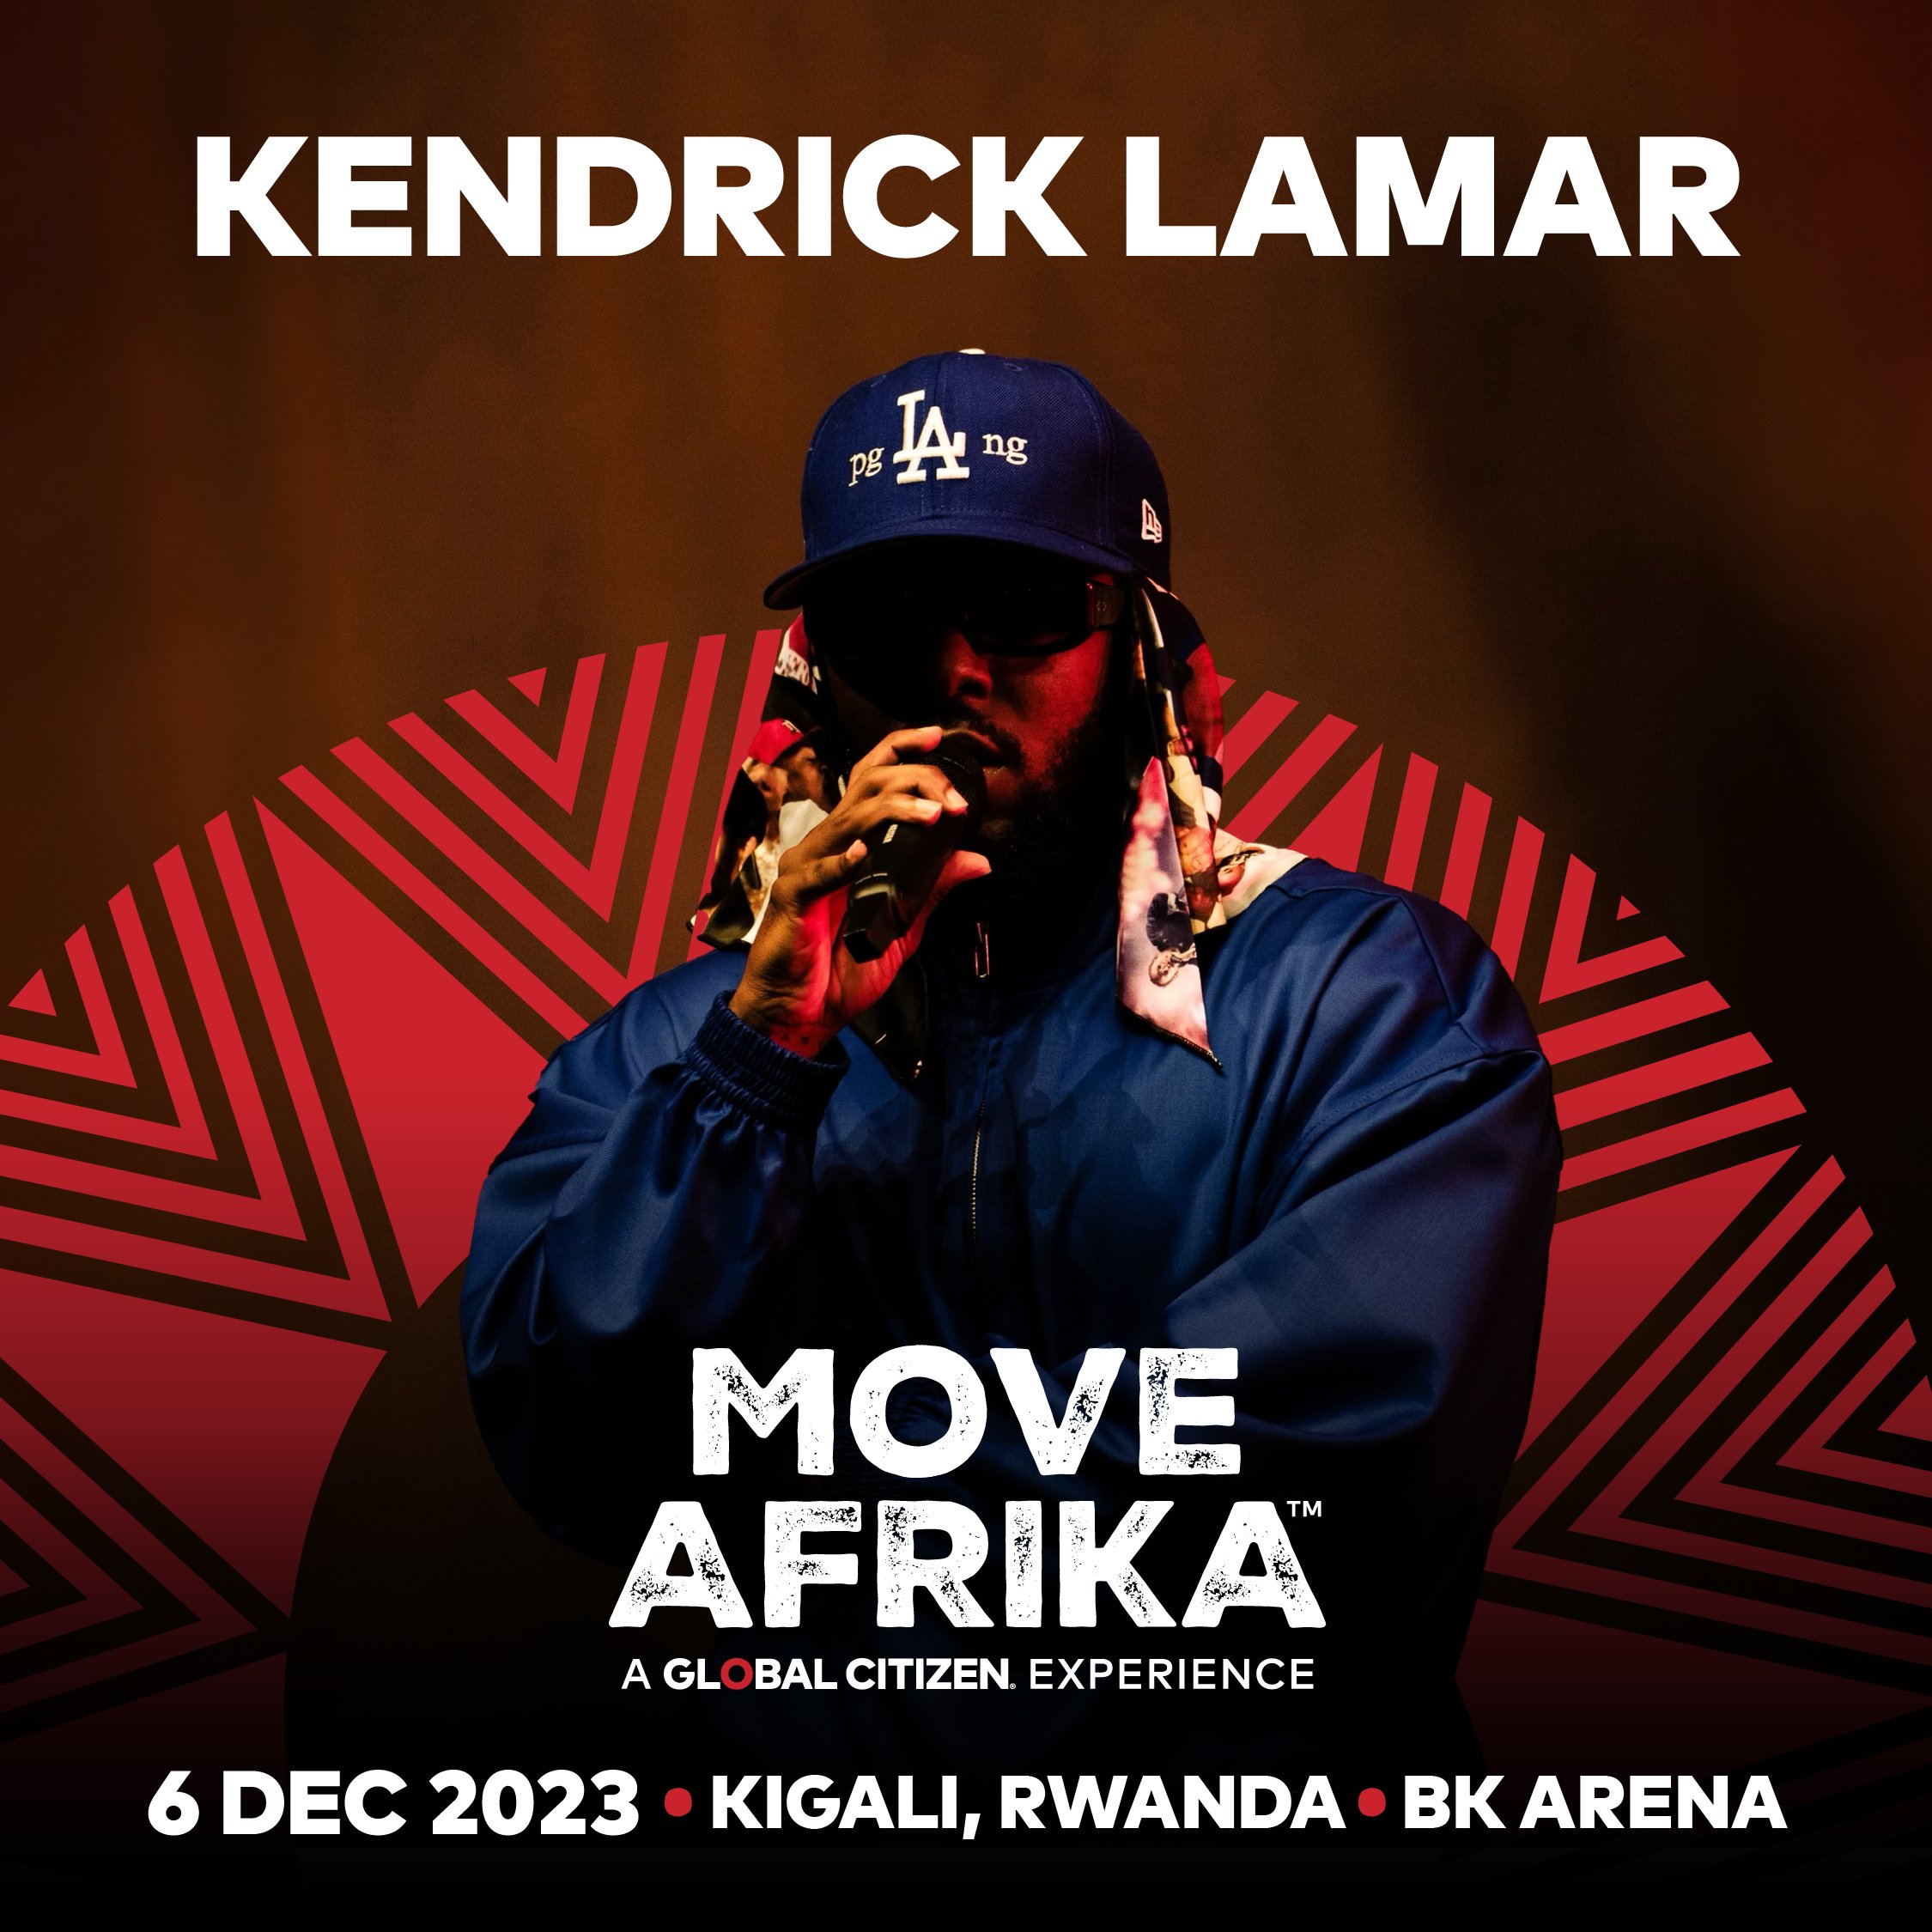 KENDRICK LAMAR
pg LA ng
MOVE
AFRIKA™
A GLOBAL CITIZEN® EXPERIENCE
6 DEC 2023 • KIGALI, RWANDA • BK ARENA